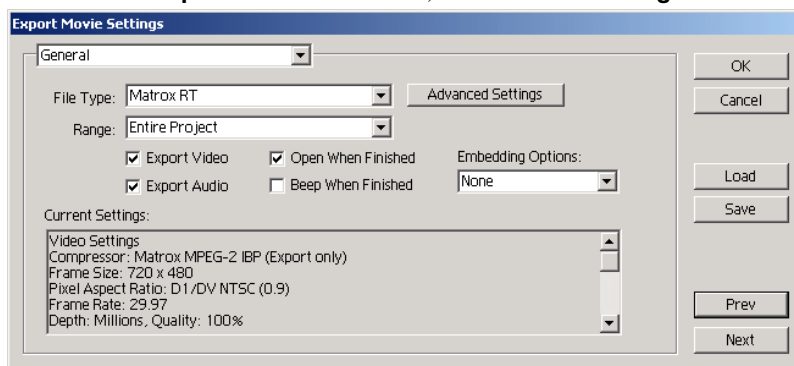 Export Movie Settings
General
OK
File Type: Matrox RT
Advanced Settings
Cancel
Range: Entire Project
Export Video
Open When Finished
Embedding Options:
Export Audio
Beep When Finished
None
Load
Current Settings:
Save
Video Settings
Compressor: Matrox MPEG-2 IBP (Export only)
Frame Size: 720 x 480
Pixel Aspect Ratio: D1/DV NTSC (0.9)
Frame Rate: 29.97
Depth: Millions, Quality: 100%
Prev
Next